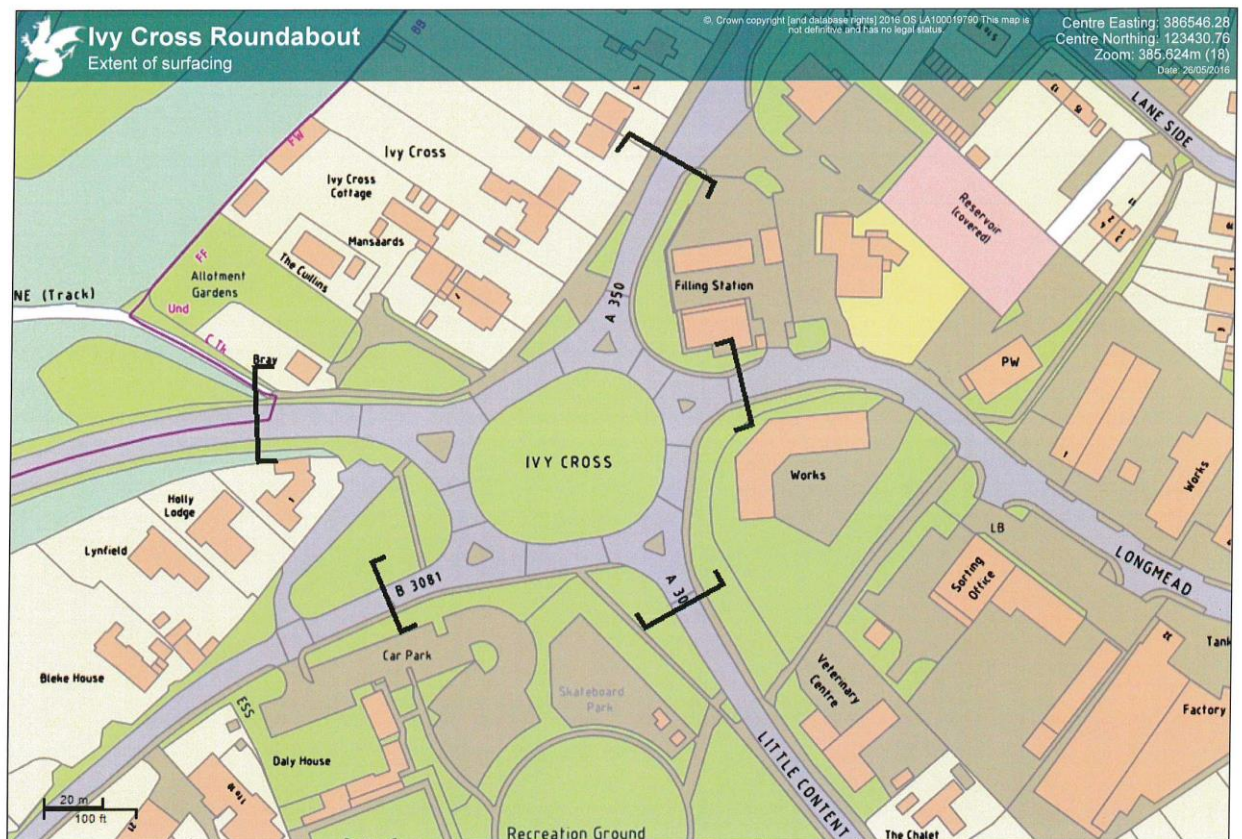 Ivy Cross Roundabout
Extent of surfacing
©. Crown copyright [and database rights] 2016 OS LA100019790 This map is
not definitive and has no legal status.
Centre Easting: 386546.28
Centre Northing: 123430.76
Zoom: 385.624m (18)
Date: 26/05/2016
BB
LANE SIDE
FW
Ivy Cross
Ivy Cross
Cottage
Mansaards
The Cuillins
FF
Allotment
Gardens
NE (Track)
Und
C Tk
Bray
A 350
Filling Station
Reservoir
(covered)
PW
IVY CROSS
Works
Works
Holly
Lodge
Lynfield
LB
LONGMEAD
Sorting
Office
B 3081
A 30
Tank
Car Park
Bleke House
Skateboard
Park
Veterinary
Centre
Factory
ESS
Daly House
LITTLE CONTENT
20 m
100 ft
Recreation Ground
The Chalet